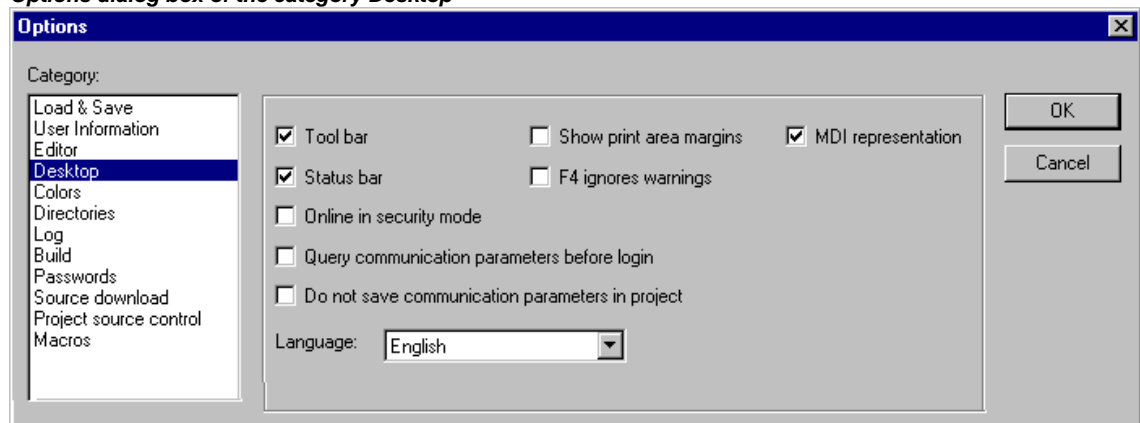 Options dialog box of the category Desktop
Options
Category:
Load & Save
User Information
Editor
Desktop
Colors
Directories
Log
Build
Passwords
Source download
Project source control
Macros
Tool bar
Show print area margins
MDI representation
Status bar
F4 ignores warnings
Online in security mode
Query communication parameters before login
Do not save communication parameters in project
Language: English
OK
Cancel